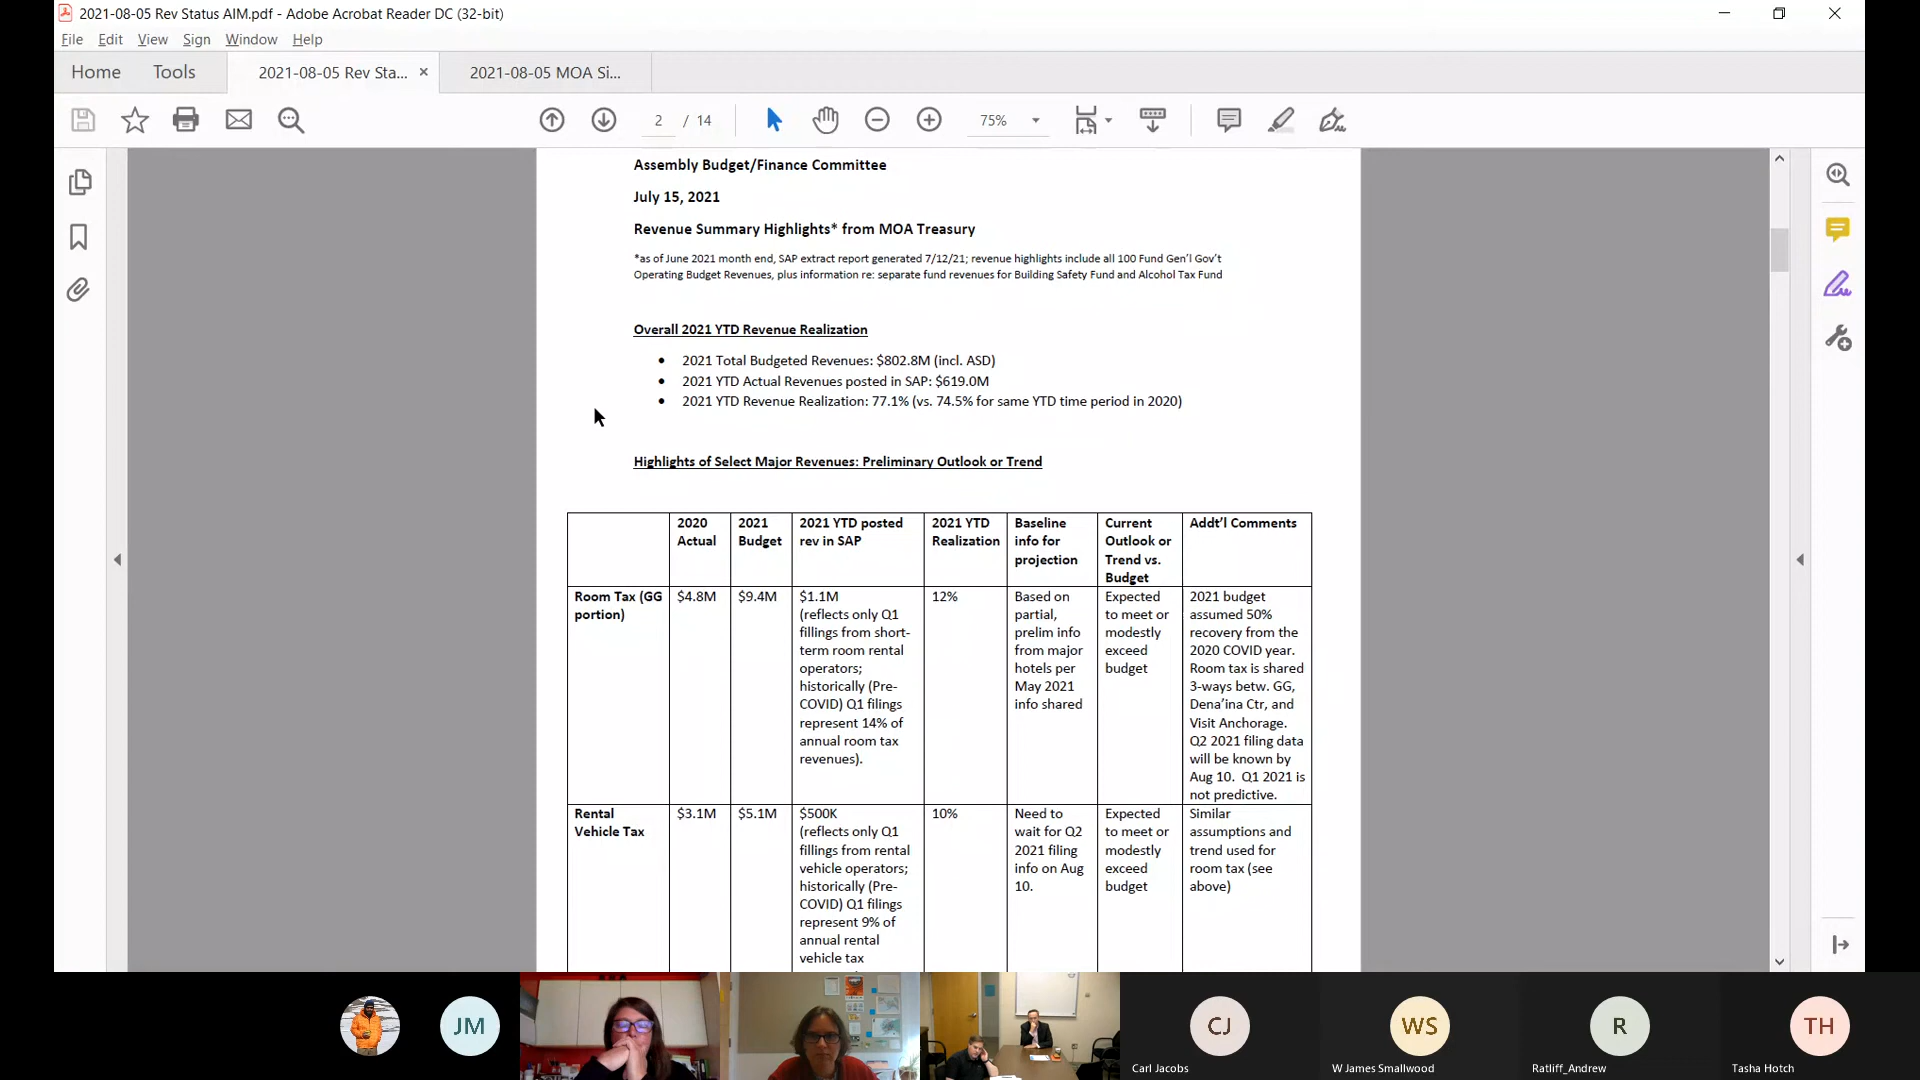 2021-08-05 Rev Status AIM.pdf - Adobe Acrobat Reader DC (32-bit)
File Edit View Sign Window Help
Home Tools 2021-08-05 Rev Sta... × 2021-08-05 MOA Si...
2 / 14 75%
Assembly Budget/Finance Committee
July 15, 2021
Revenue Summary Highlights* from MOA Treasury
*as of June 2021 month end, SAP extract report generated 7/12/21; revenue highlights include all 100 Fund Gen'l Gov't
Operating Budget Revenues, plus information re: separate fund revenues for Building Safety Fund and Alcohol Tax Fund
Overall 2021 YTD Revenue Realization
• 2021 Total Budgeted Revenues: $802.8M (incl. ASD)
• 2021 YTD Actual Revenues posted in SAP: $619.0M
• 2021 YTD Revenue Realization: 77.1% (vs. 74.5% for same YTD time period in 2020)
Highlights of Select Major Revenues: Preliminary Outlook or Trend
2020
Actual
2021
Budget
2021 YTD posted
rev in SAP
2021 YTD
Realization
Baseline
info for
projection
Current
Outlook or
Trend vs.
Budget
Addt'l Comments
Room Tax (GG
portion)
$4.8M
$9.4M
$1.1M
(reflects only Q1
fillings from short-
term room rental
operators;
historically (Pre-
COVID) Q1 filings
represent 14% of
annual room tax
revenues).
12%
Based on
partial,
prelim info
from major
hotels per
May 2021
info shared
Expected
to meet or
modestly
exceed
budget
2021 budget
assumed 50%
recovery from the
2020 COVID year.
Room tax is shared
3-ways betw. GG,
Dena'ina Ctr, and
Visit Anchorage.
Q2 2021 filing data
will be known by
Aug 10. Q1 2021 is
not predictive.
Rental
Vehicle Tax
$3.1M
$5.1M
$500K
(reflects only Q1
fillings from rental
vehicle operators;
historically (Pre-
COVID) Q1 filings
represent 9% of
annual rental
vehicle tax
10%
Need to
wait for Q2
2021 filing
info on Aug
10.
Expected
to meet or
modestly
exceed
budget
Similar
assumptions and
trend used for
room tax (see
above)
JM
CJ
Carl Jacobs
WS
W James Smallwood
R
Ratliff_Andrew
TH
Tasha Hotch